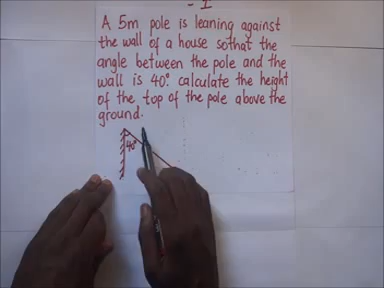 - I
A 5m pole is leaning against
the wall of a house sothat the
angle between the pole and the
wall is 40° calculate the height
of the top of the pole above the
ground.
40°